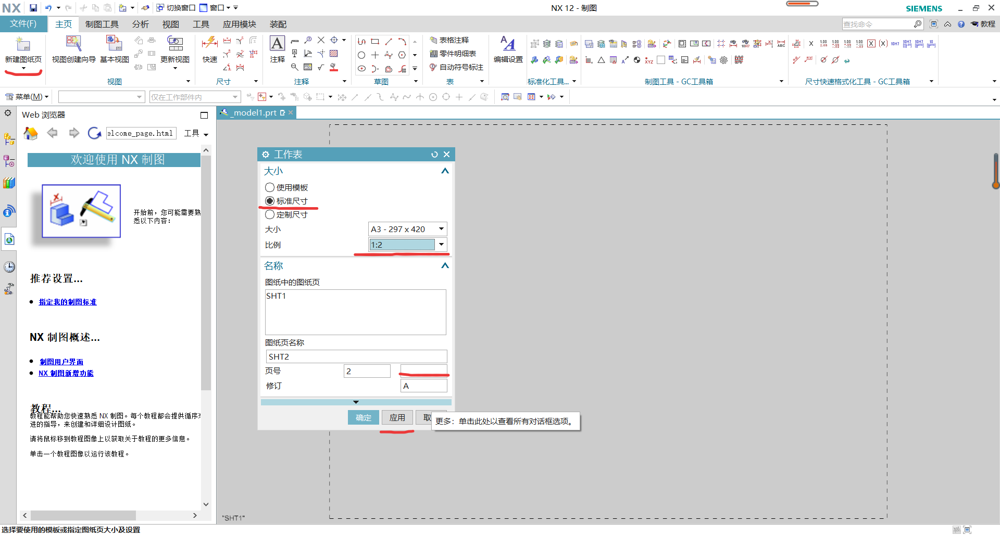 NX
切换窗口
窗口
NX 12 - 制图
SIEMENS
文件(F)
主页
制图工具
分析
视图
工具
应用模块
装配
查找命令
教程
新建图纸页
视图创建向导
基本视图
更新视图
快速
注释
表格注释
零件明细表
自动符号标注
编辑设置
视图
尺寸
注释
草图
表
标准化工具...
制图工具 - GC工具箱
尺寸快速格式化工具 - GC工具箱
菜单(M)
仅在工作部件内
Web 浏览器
_model1.prt
elcome_page.html
工具
欢迎使用 NX 制图
开始前，您可能需要熟
悉以下内容：
推荐设置...
指定我的制图标准
NX 制图概述...
制图用户界面
NX 制图新增功能
教程...
教程能帮助您快速熟悉 NX 制图。每个教程都会提供循序
进的指导，来创建和详细设计图纸。
请将鼠标移到教程图像上以获取关于教程的更多信息。
单击一个教程图像以运行该教程。
工作表
大小
使用模板
标准尺寸
定制尺寸
大小
A3 - 297 x 420
比例
1:2
名称
图纸中的图纸页
SHT1
图纸页名称
SHT2
页号
2
修订
A
确定
应用
取
更多：单击此处以查看所有对话框选项。
"SHT1"
选择要使用的模板或指定图纸页大小及设置